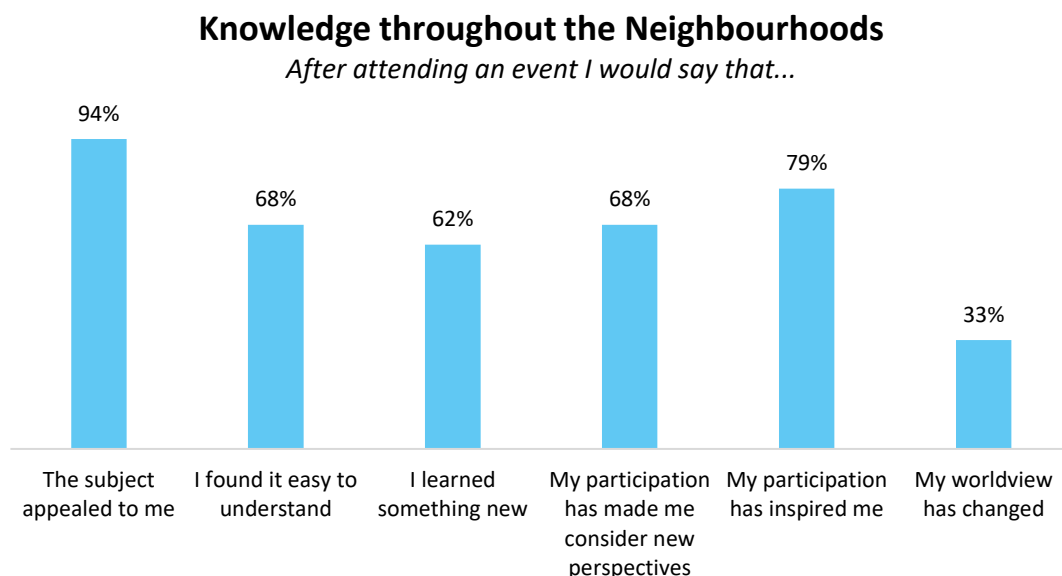 Knowledge throughout the Neighbourhoods
After attending an event I would say that...
94%
68%
62%
68%
79%
33%
The subject
appealed to me
I found it easy to
understand
I learned
something new
My participation
has made me
consider new
perspectives
My participation
has inspired me
My worldview
has changed